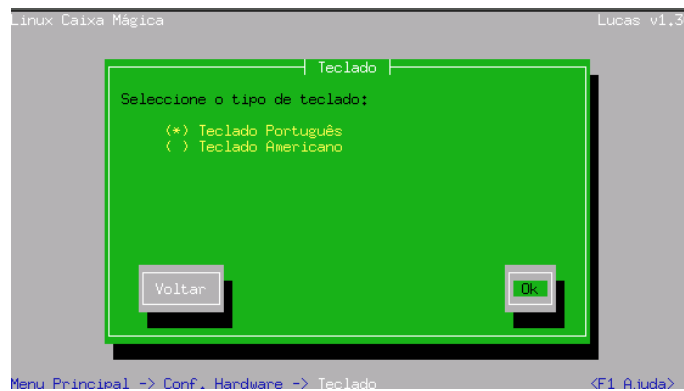 Linux Caixa Mágica Lucas v1.3
Teclado
Seleccione o tipo de teclado:
(*) Teclado Português
( ) Teclado Americano
Voltar Ok
Menu Principal -> Conf. Hardware -> Teclado <F1 Ajuda>